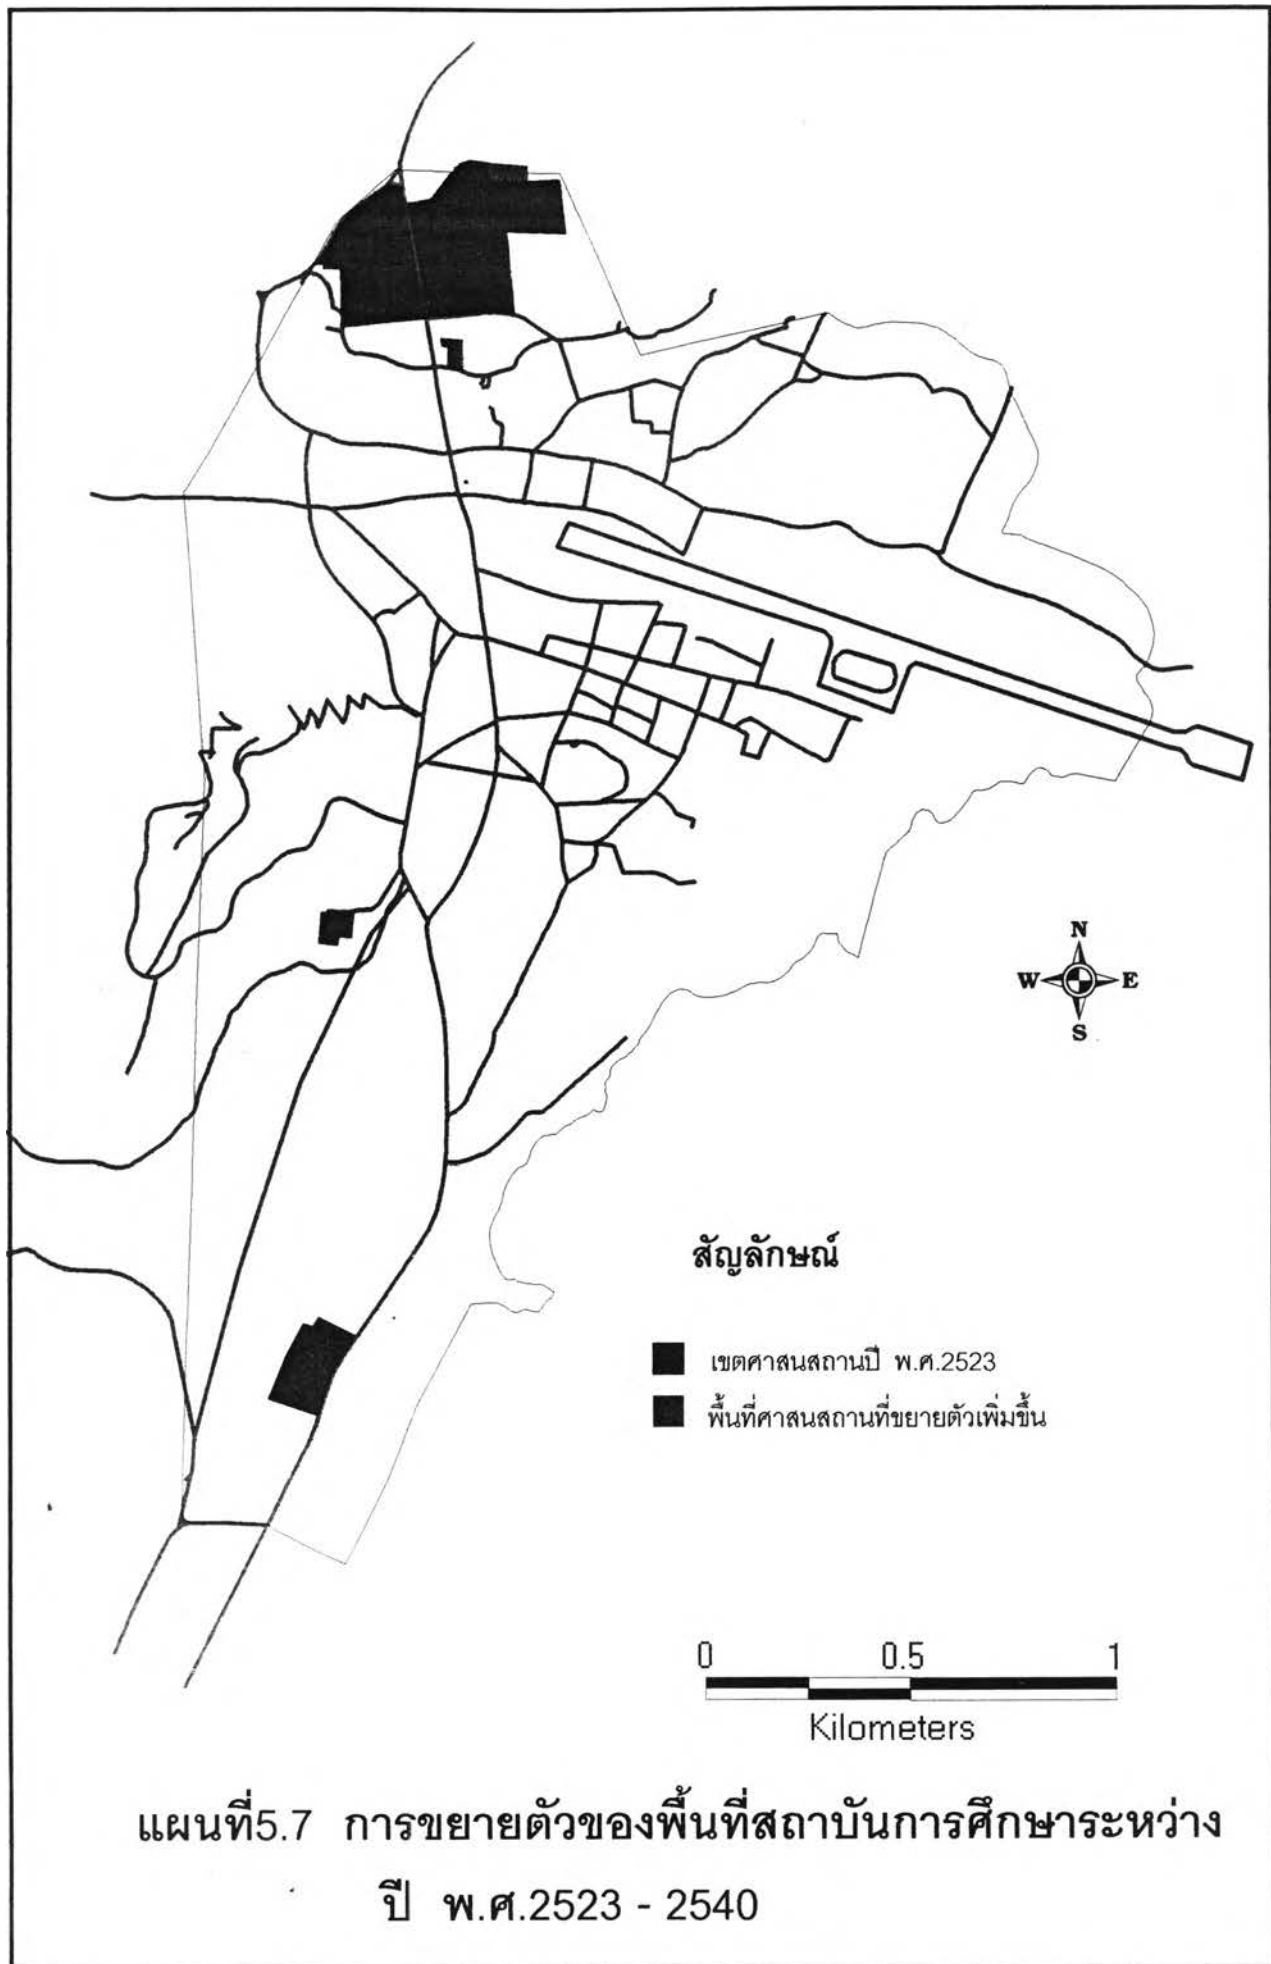 N
W E
S
สัญลักษณ์
เขตศาสนสถานปี พ.ศ.2523
พื้นที่ศาสนสถานที่ขยายตัวเพิ่มขึ้น
0 0.5 1
Kilometers
แผนที่5.7 การขยายตัวของพื้นที่สถาบันการศึกษาระหว่าง
ปี พ.ศ.2523 - 2540